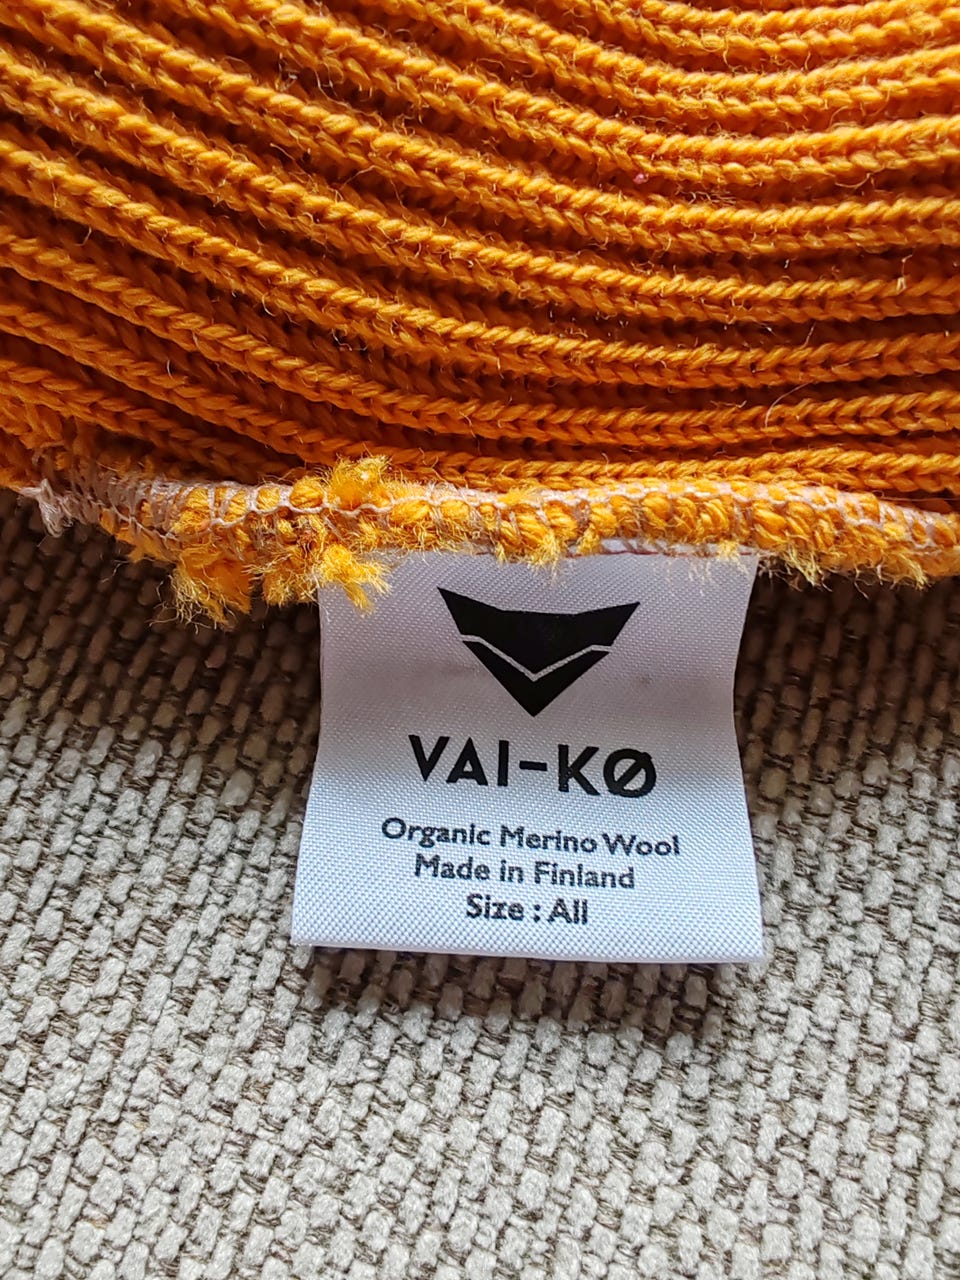 VAI-KØ
Organic Merino Wool
Made in Finland
Size : All